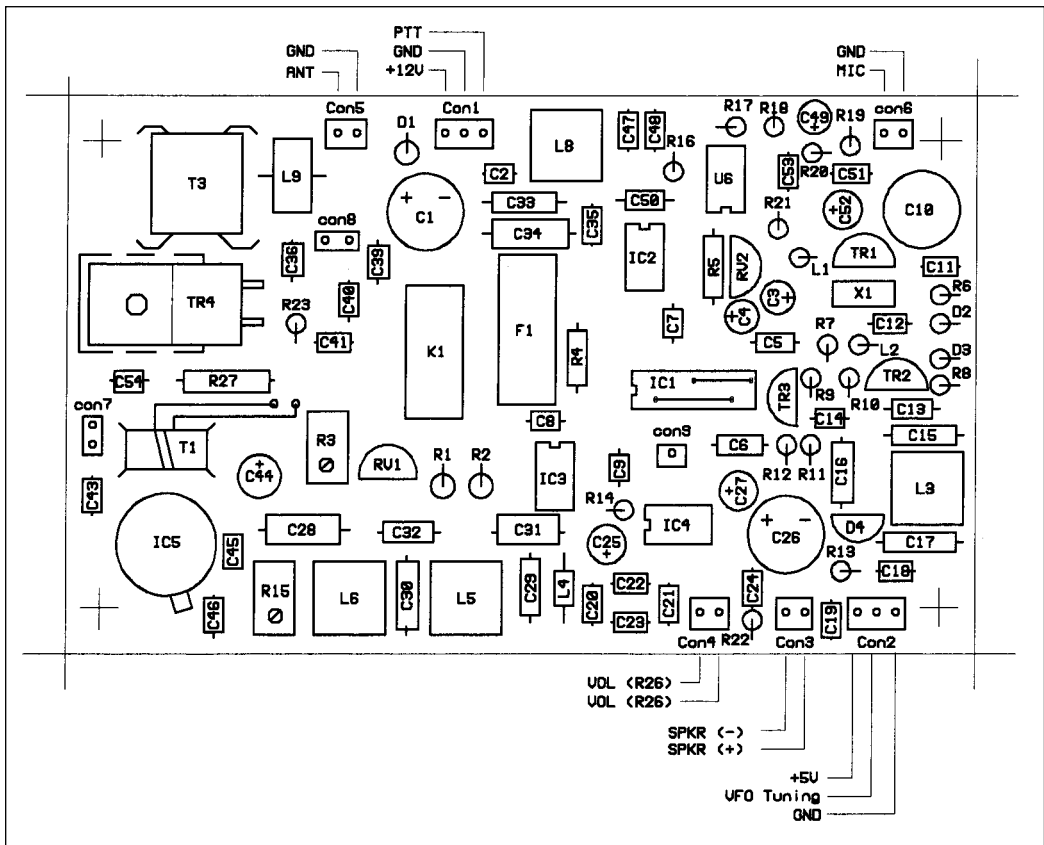 PTT
GND GND GND
ANT +12V MIC
Con5 Con1 R17 R18 C49 R19 con6
D1 L8 C47 C48 R16 R20
T3 L9 C2 U6 C53 C51
C1 C33 C50 R21 C52 C10
con8 C34 C35 TR1
C36 C39 IC2 R5 RV2 L1 C11
TR4 C40 F1 C3 X1 R6
R23 K1 C7 C4 C12 D2
C41 R4 C5 R7 L2 D3
C54 R27 IC1 TR3 R9 R10 TR2 R8
con7 C8 C14 C13
T1 R3 con9 C6 C15
C44 RV1 R1 R2 IC3 C9 R12 R11 C16
C43 R14 C27 L3
IC5 C28 C32 C31 C25 IC4 C26 D4 C17
C45 R13 C18
R15 L6 C30 L5 C29 L4 C20 C22 C21 C24
C46 C23 R22 C19
Con4 Con3 Con2
VOL (R26)
VOL (R26)
SPKR (-)
SPKR (+)
+5V
VFO Tuning
GND